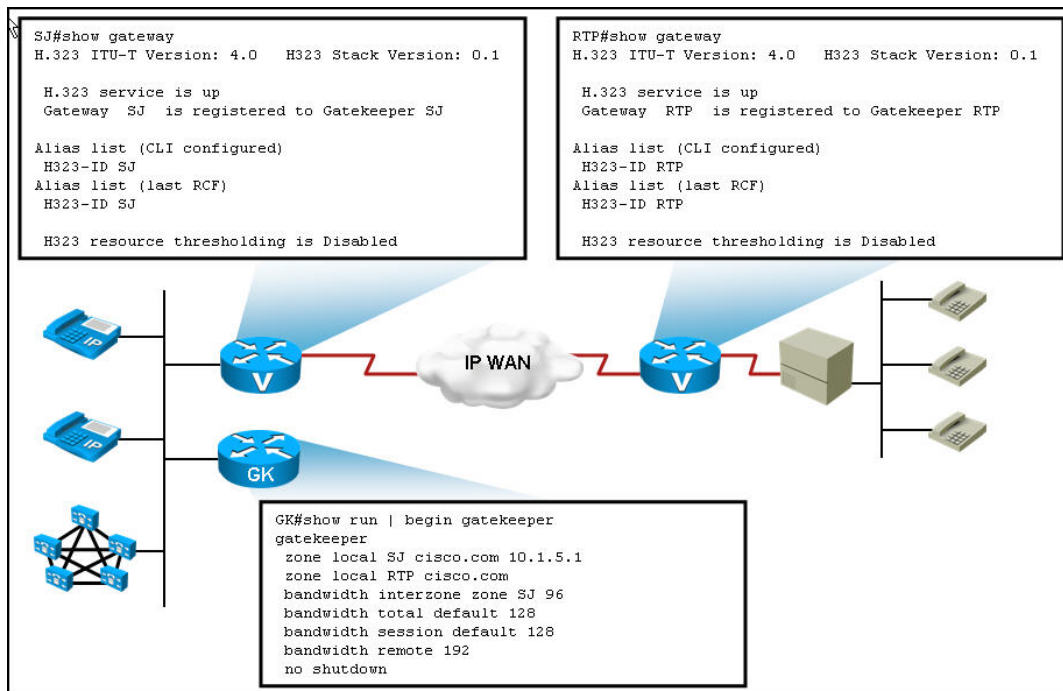 SJ#show gateway
H.323 ITU-T Version: 4.0   H323 Stack Version: 0.1
H.323 service is up
Gateway  SJ  is registered to Gatekeeper SJ
Alias list (CLI configured)
H323-ID SJ
Alias list (last RCF)
H323-ID SJ
H323 resource thresholding is Disabled
RTP#show gateway
H.323 ITU-T Version: 4.0   H323 Stack Version: 0.1
H.323 service is up
Gateway  RTP  is registered to Gatekeeper RTP
Alias list (CLI configured)
H323-ID RTP
Alias list (last RCF)
H323-ID RTP
H323 resource thresholding is Disabled
IP
V
IP WAN
V
IP
GK
GK#show run | begin gatekeeper
gatekeeper
zone local SJ cisco.com 10.1.5.1
zone local RTP cisco.com
bandwidth interzone zone SJ 96
bandwidth total default 128
bandwidth session default 128
bandwidth remote 192
no shutdown